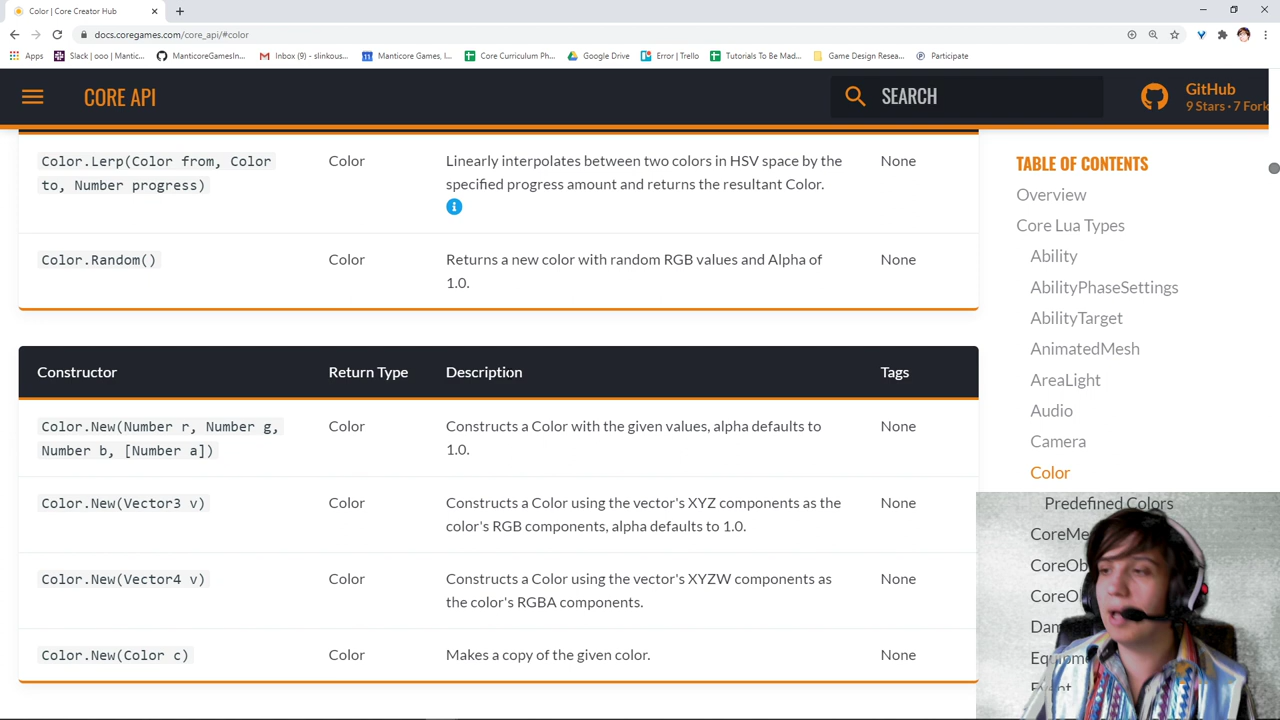 Color | Core Creator Hub
docs.coregames.com/core_api/#color
Apps
Slack | ooo | Mantic...
ManticoreGamesIn...
Inbox (9) - slinkous...
Manticore Games, I...
Core Curriculum Ph...
Google Drive
Error | Trello
Tutorials To Be Mad...
Game Design Resea...
Participate
CORE API
SEARCH
GitHub
9 Stars · 7 Fork
Color.Lerp(Color from, Color
to, Number progress)
Color
Linearly interpolates between two colors in HSV space by the
specified progress amount and returns the resultant Color.
None
Color.Random()
Color
Returns a new color with random RGB values and Alpha of
1.0.
None
Constructor
Return Type
Description
Tags
Color.New(Number r, Number g,
Number b, [Number a])
Color
Constructs a Color with the given values, alpha defaults to
1.0.
None
Color.New(Vector3 v)
Color
Constructs a Color using the vector's XYZ components as the
color's RGB components, alpha defaults to 1.0.
None
Color.New(Vector4 v)
Color
Constructs a Color using the vector's XYZW components as
the color's RGBA components.
None
Color.New(Color c)
Color
Makes a copy of the given color.
None
TABLE OF CONTENTS
Overview
Core Lua Types
Ability
AbilityPhaseSettings
AbilityTarget
AnimatedMesh
AreaLight
Audio
Camera
Color
Predefined Colors
CoreMe
CoreOb
CoreO
Dam
Equipme
Event